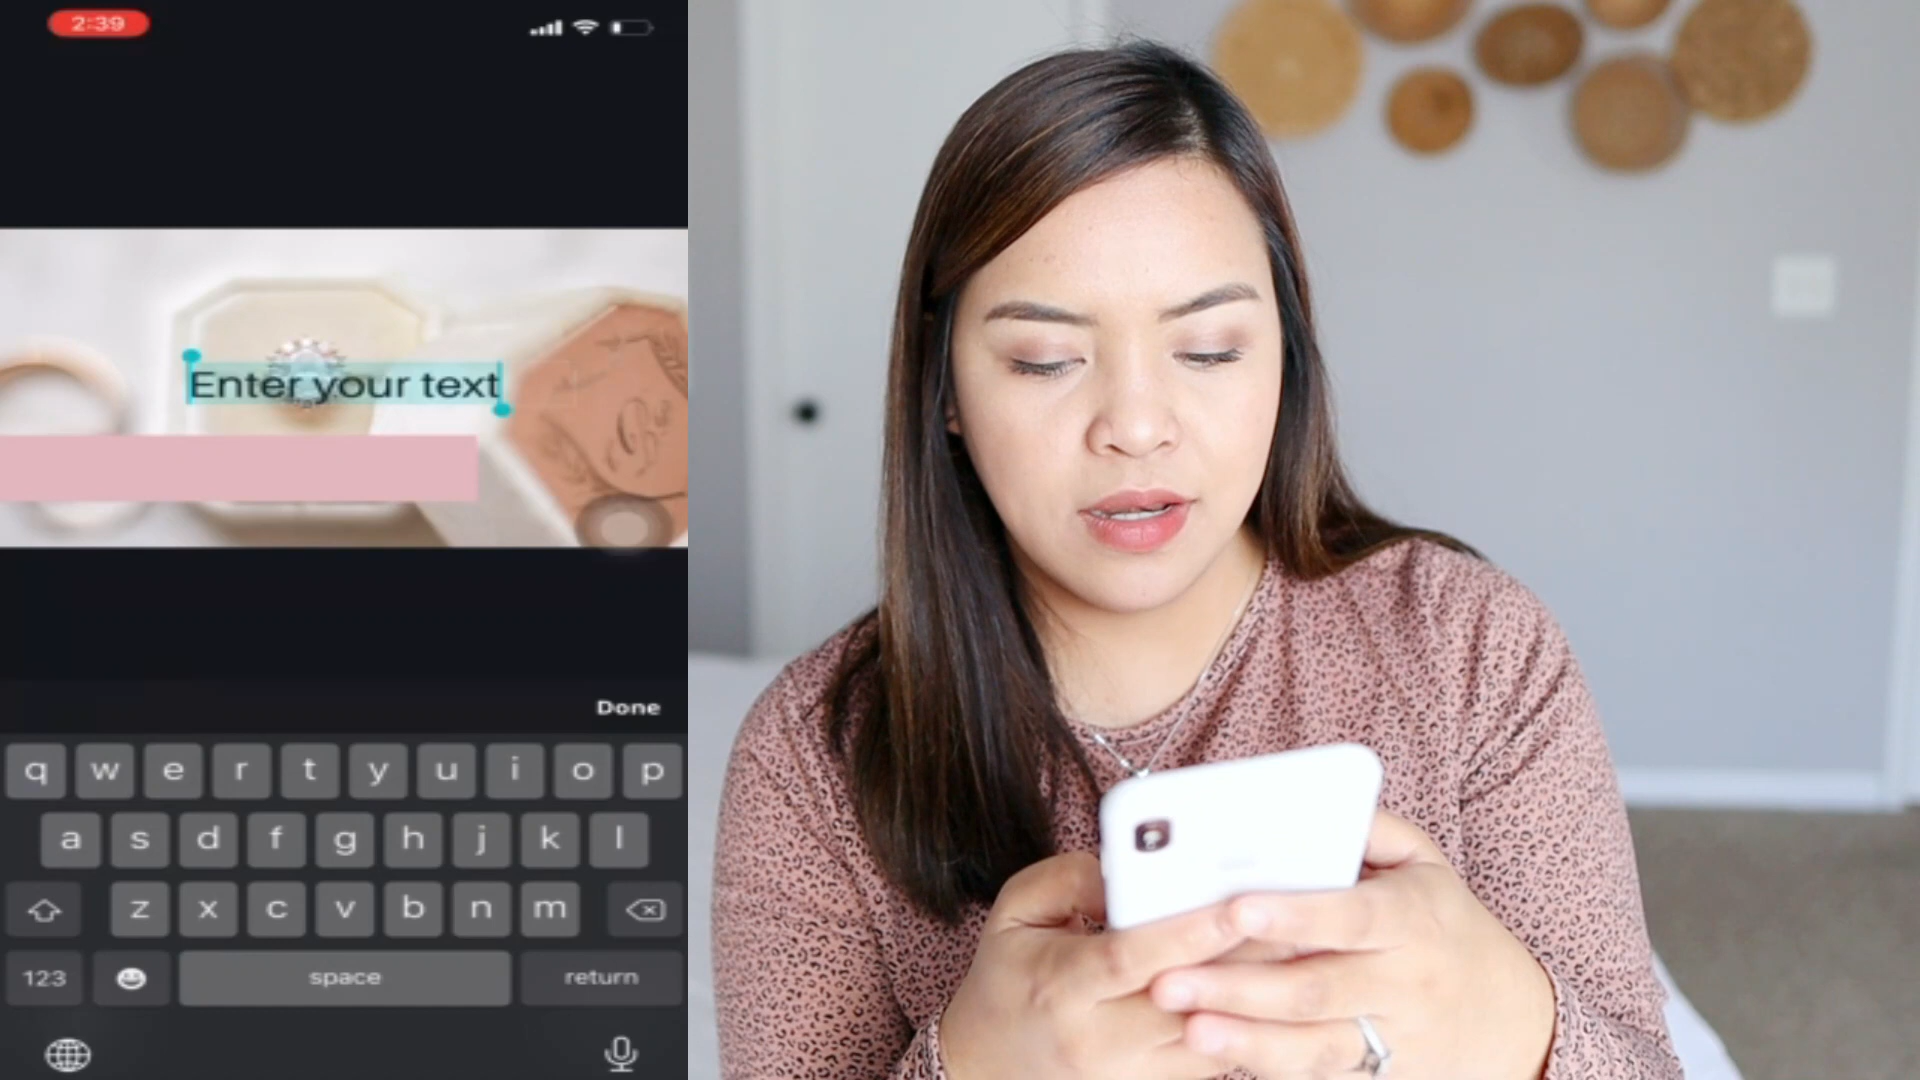 2:39
Enter your text
Done
q w e r t y u i o p
a s d f g h j k l
z x c v b n m
123 space return